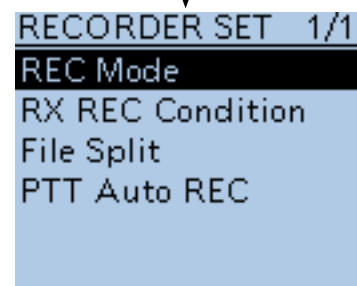 RECORDER SET 1/1
REC Mode
RX REC Condition
File Split
PTT Auto REC